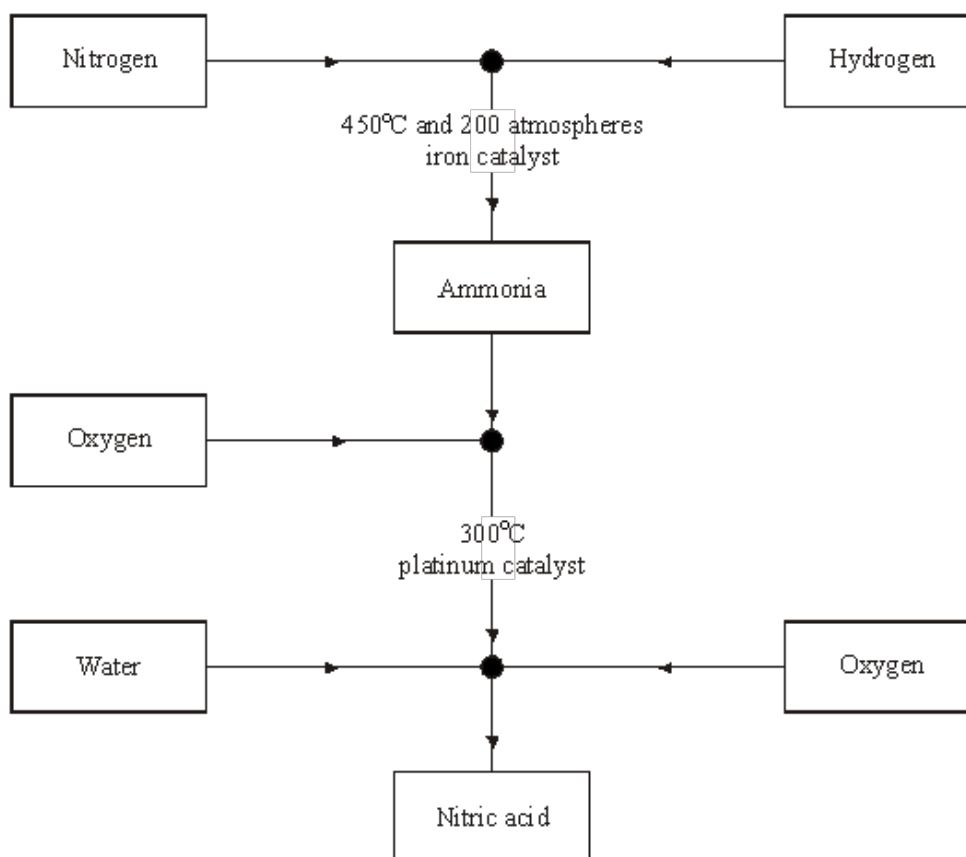 Nitrogen
Hydrogen
450°C and 200 atmospheres
iron catalyst
Ammonia
Oxygen
300°C
platinum catalyst
Water
Oxygen
Nitric acid